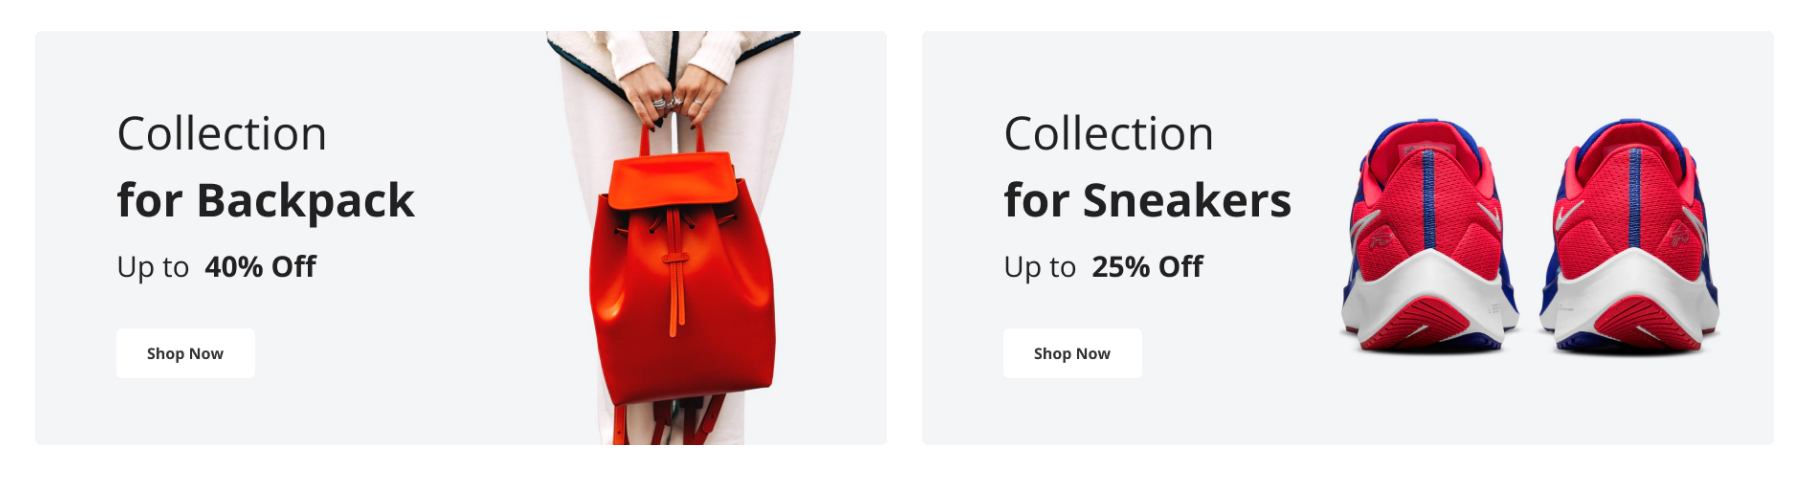 Collection
for Backpack
Up to 40% Off
Shop Now
Collection
for Sneakers
Up to 25% Off
Shop Now